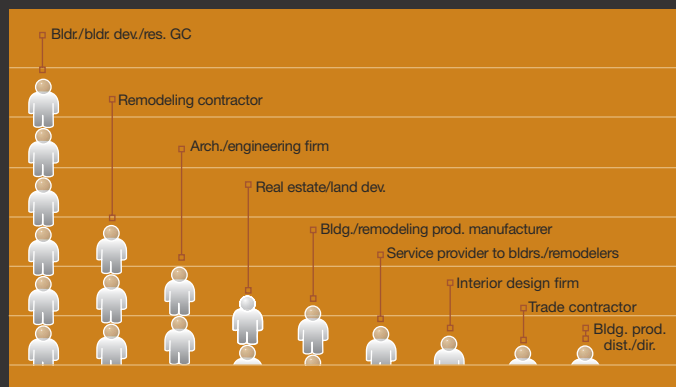 Bldr./bldr. dev./res. GC
Remodeling contractor
Arch./engineering firm
Real estate/land dev.
Bldg./remodeling prod. manufacturer
Service provider to bldrs./remodelers
Interior design firm
Trade contractor
Bldg. prod.
dist./dir.